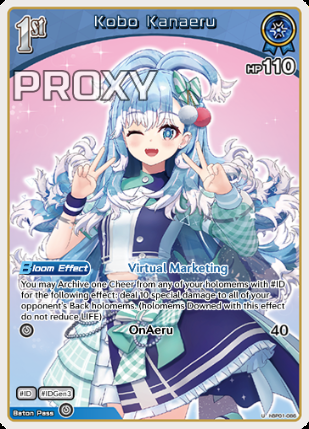 1st
Kobo Kanaeru
HP110
PROXY
Bloom Effect
Virtual Marketing
You may Archive one Cheer from any of your holomems with #ID
for the following effect: deal 10 special damage to all of your
opponent's Back holomems. (holomems Downed with this effect
do not reduce LIFE)
OnAeru
40
#ID
#IDGen3
Baton Pass
U